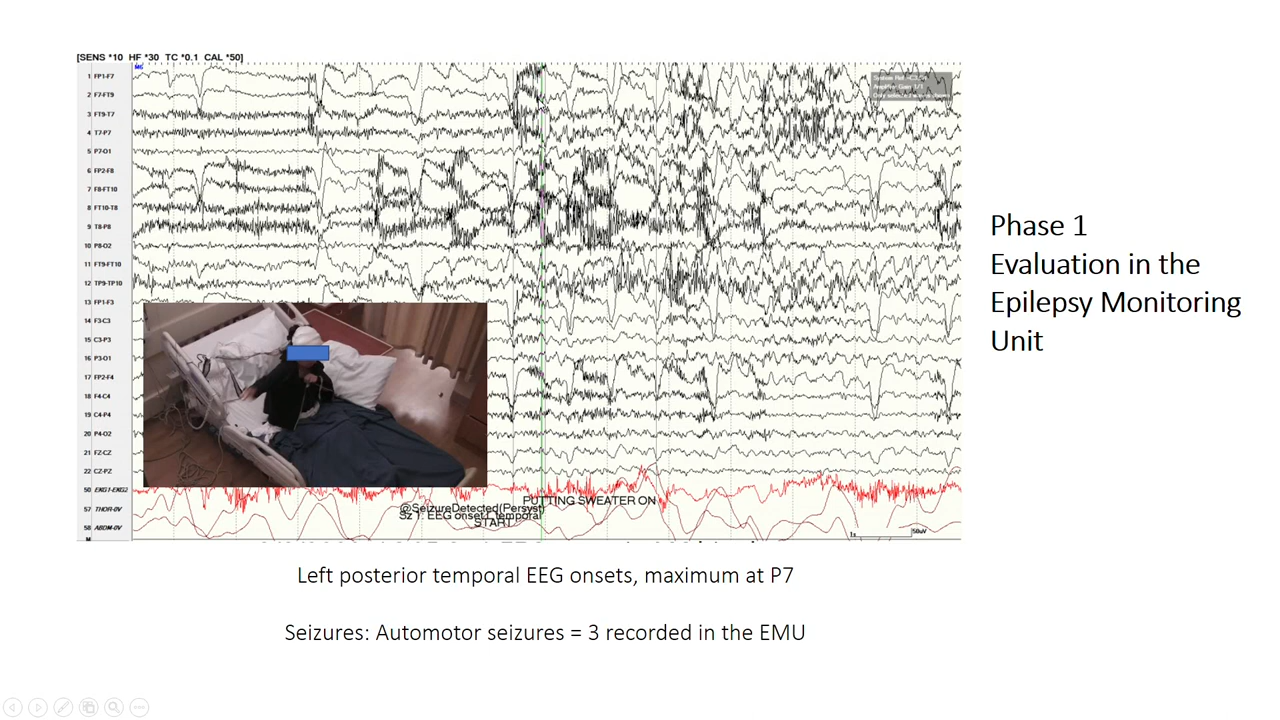 [SENS *10 HF *30 TC *0.1 CAL *50]
1 FP1-F7
2 F7-FT9
3 FT9-T7
4 T7-P7
5 P7-O1
6 FP2-F8
7 F8-FT10
8 FT10-T8
9 T8-P8
10 P8-O2
11 FT9-FT10
12 TP9-TP10
13 FP1-F3
14 F3-C3
15 C3-P3
16 P3-O1
17 FP2-F4
18 F4-C4
19 C4-P4
20 P4-O2
21 FZ-CZ
22 CZ-PZ
50 EKG1-EKG2
57 THOR-0V
58 ABDM-0V
M
PUTTING SWEATER ON
@SeizureDetected(Persyst)
Sz 1: EEG onset L temporal
START
1s
50uV
Phase 1
Evaluation in the
Epilepsy Monitoring
Unit
Left posterior temporal EEG onsets, maximum at P7
Seizures: Automotor seizures = 3 recorded in the EMU